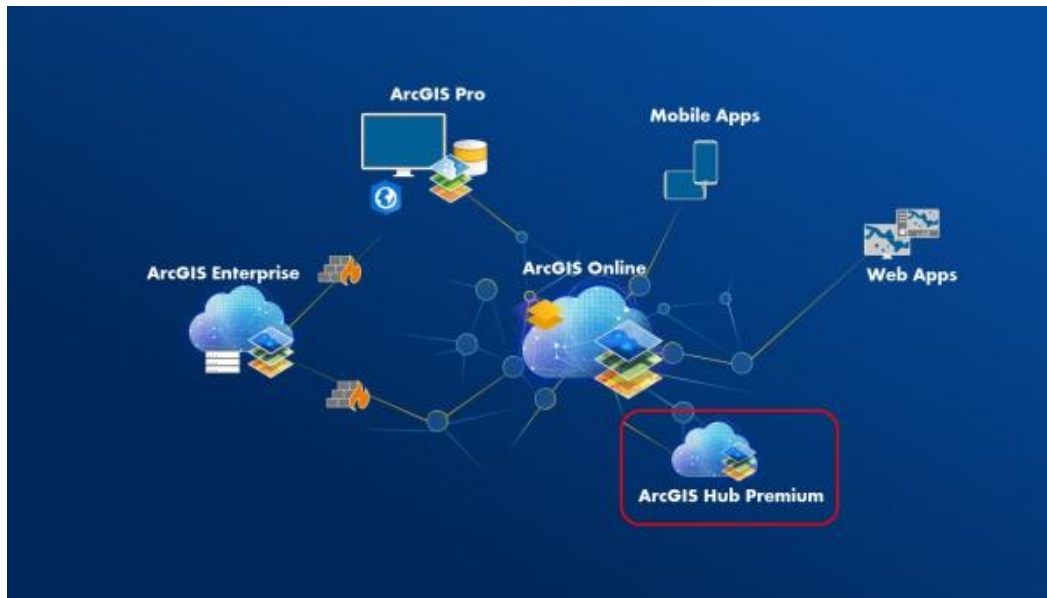 ArcGIS Pro
Mobile Apps
ArcGIS Enterprise
ArcGIS Online
Web Apps
ArcGIS Hub Premium